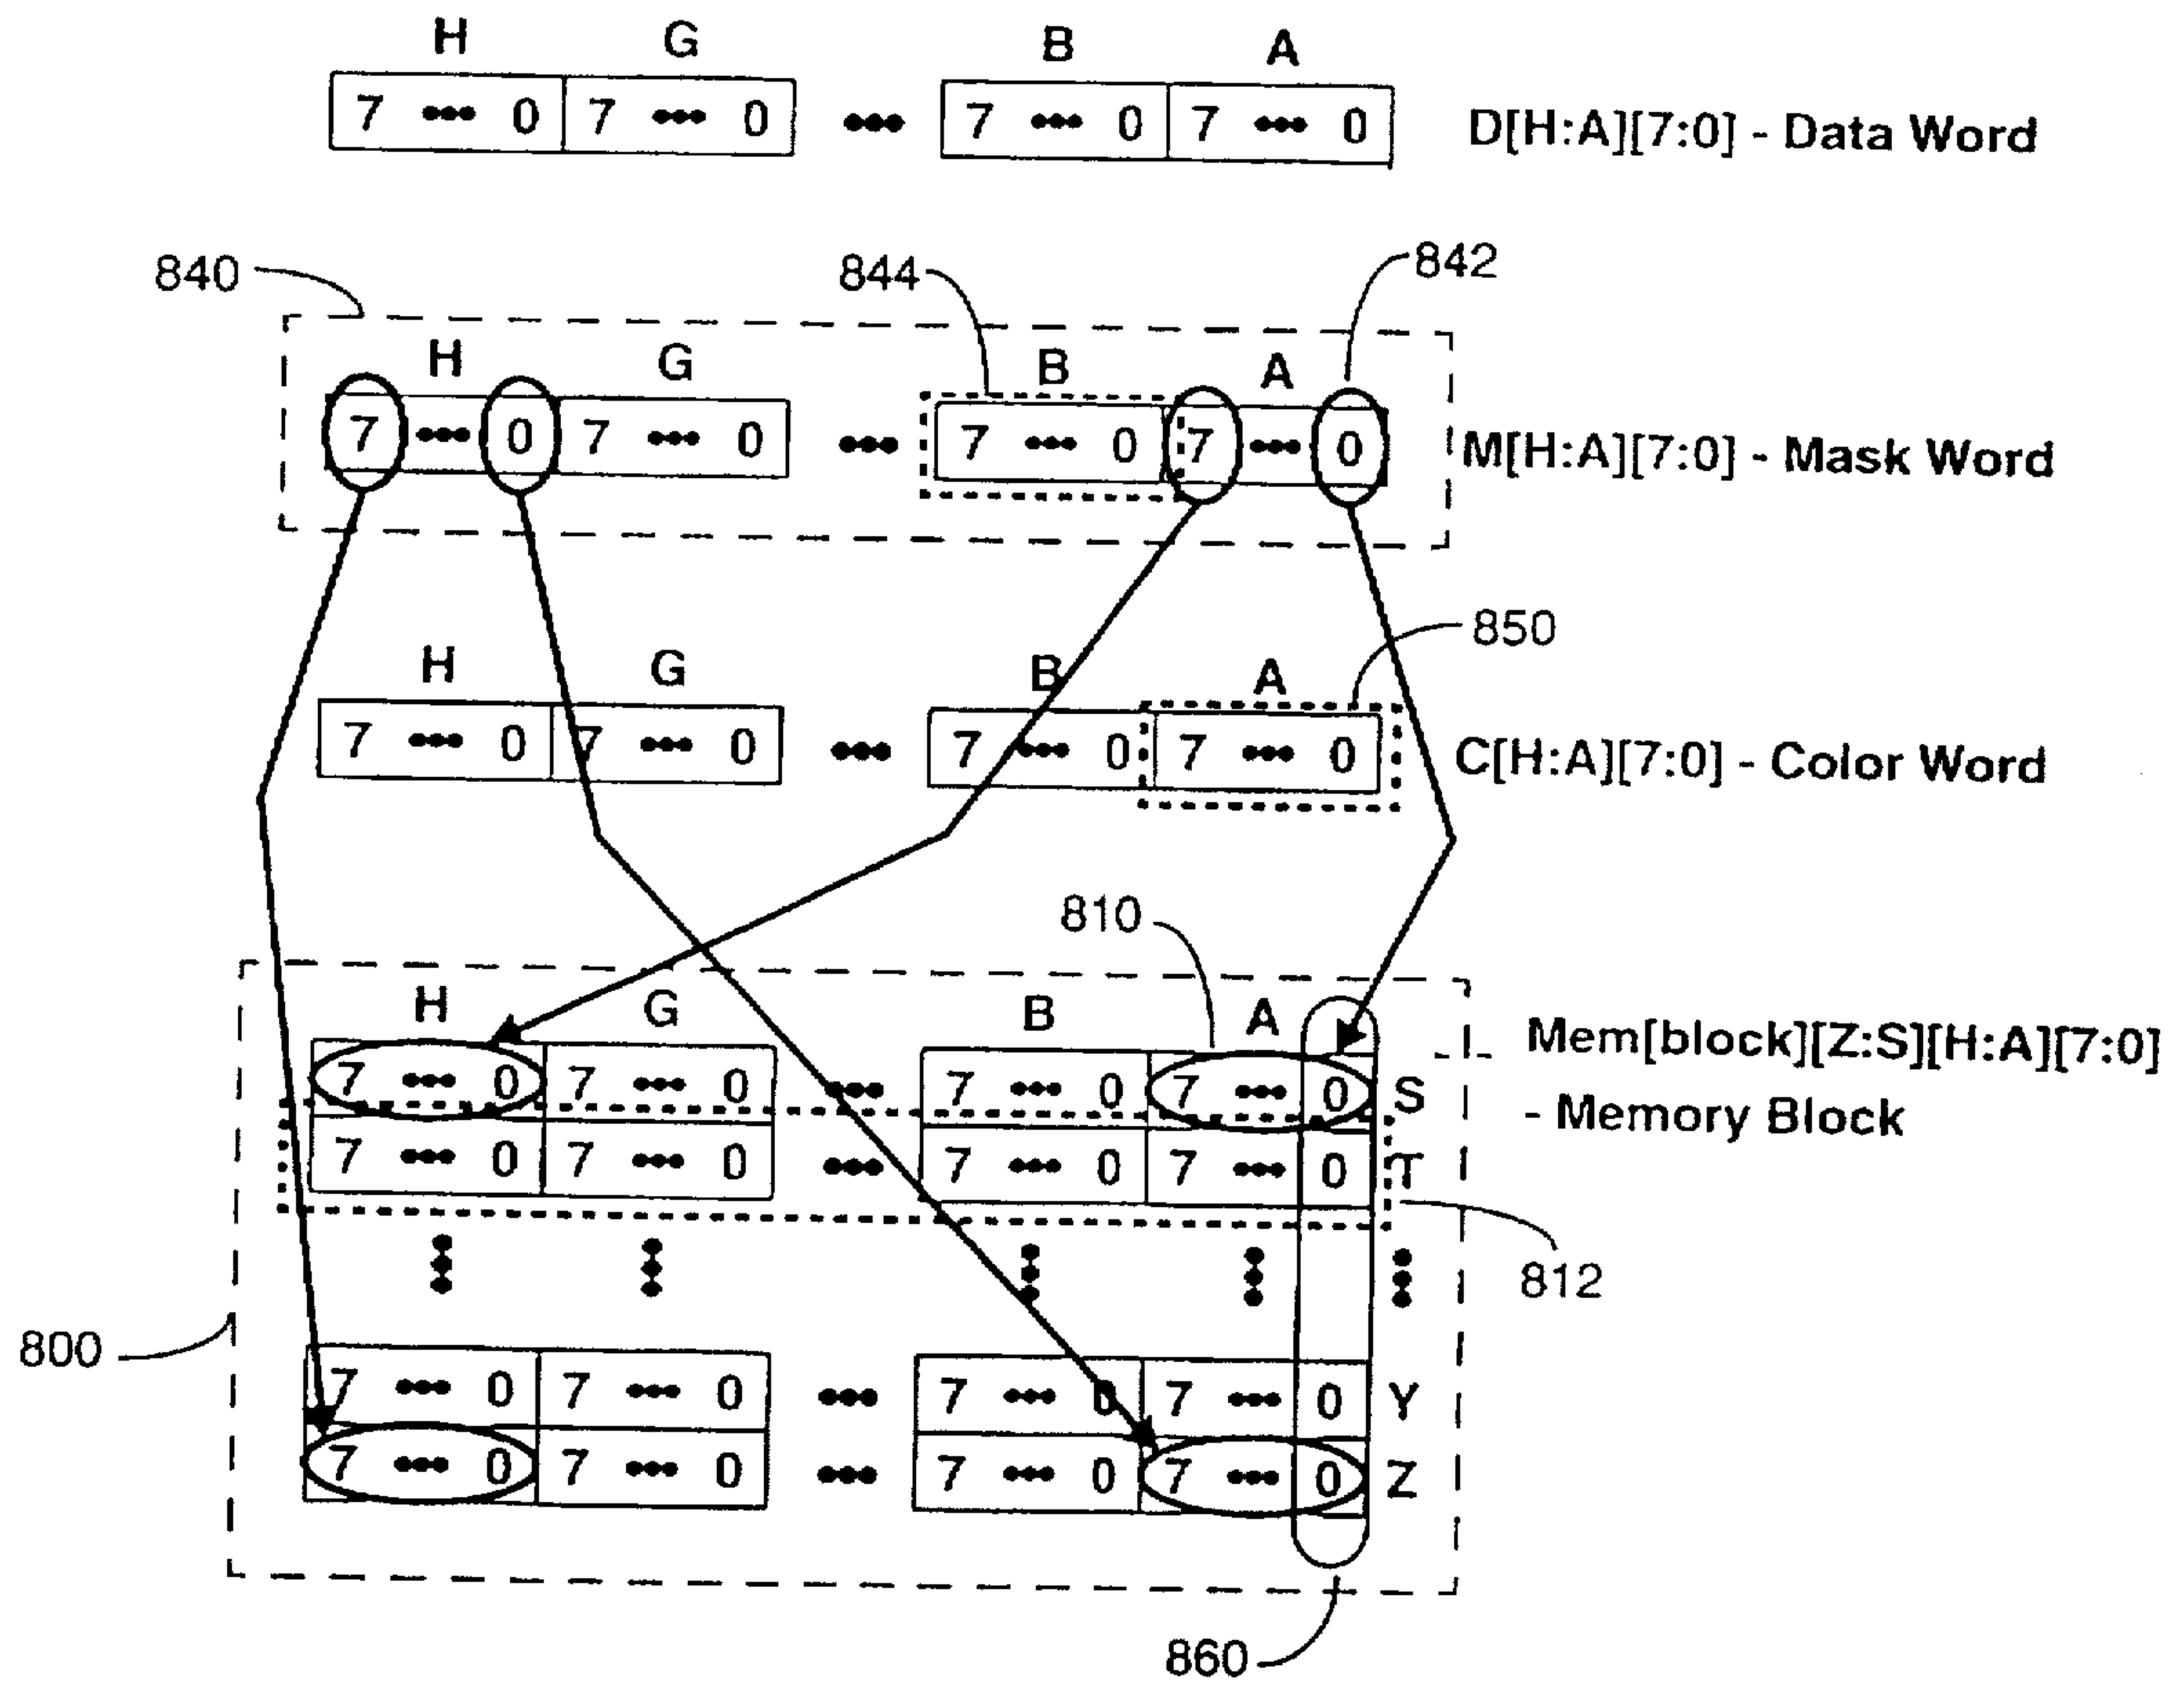 H G B A
7 ••• 0 7 ••• 0 ••• 7 ••• 0 7 ••• 0 D[H:A][7:0] - Data Word
840 844 842
H G B A
7 ••• 0 7 ••• 0 ••• 7 ••• 0 7 ••• 0 M[H:A][7:0] - Mask Word
850
H G B A
7 ••• 0 7 ••• 0 ••• 7 ••• 0 7 ••• 0 C[H:A][7:0] - Color Word
810
H G B A
Mem[block][Z:S][H:A][7:0]
7 ••• 0 7 ••• 0 ••• 7 ••• 0 7 ••• 0 S
- Memory Block
7 ••• 0 7 ••• 0 ••• 7 ••• 0 7 ••• 0 T
812
800
7 ••• 0 7 ••• 0 ••• 7 ••• 0 7 ••• 0 Y
7 ••• 0 7 ••• 0 ••• 7 ••• 0 7 ••• 0 Z
860